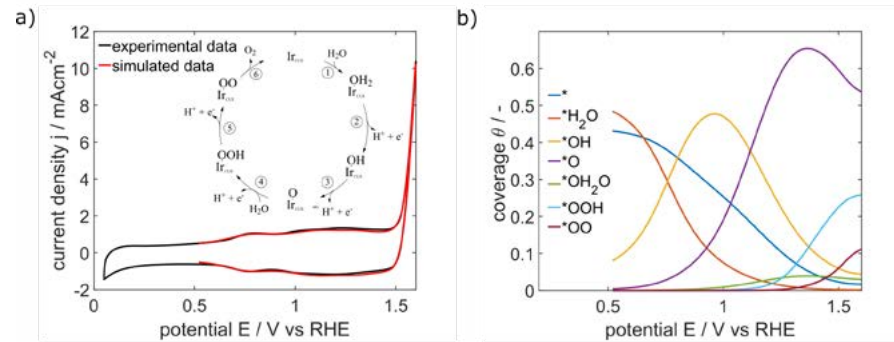 a)
experimental data
simulated data
O₂
Ir
H₂O
①
OH₂
Ir
②
H⁺ + e⁻
OH
Ir
③
H⁺ + e⁻
O
Ir
④
H⁺ + e⁻
H₂O
OOH
Ir
⑤
H⁺ + e⁻
OO
Ir
⑥
current density j / mAcm⁻²
12
10
8
6
4
2
0
-2
0
0.5
1
1.5
potential E / V vs RHE
b)
*
*H₂O
*OH
*O
*OH₂O
*OOH
*OO
coverage θ / -
0.6
0.5
0.4
0.3
0.2
0.1
0
0.5
1
1.5
potential E / V vs RHE